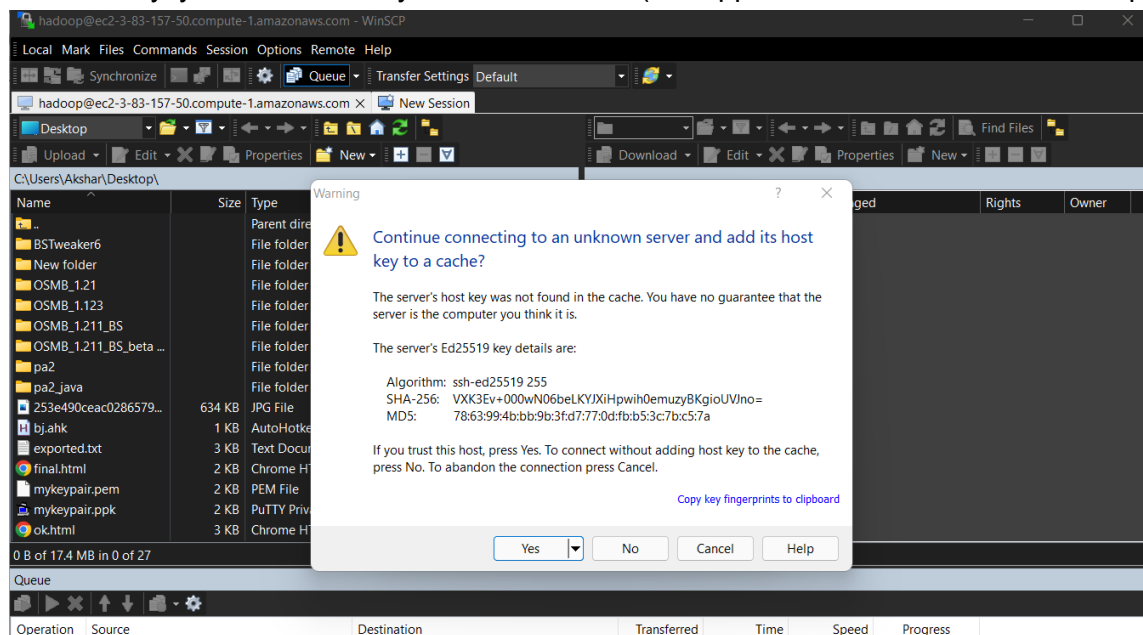 hadoop@ec2-3-83-157-50.compute-1.amazonaws.com - WinSCP
Local Mark Files Commands Session Options Remote Help
Synchronize Queue Transfer Settings Default
hadoop@ec2-3-83-157-50.compute-1.amazonaws.com × New Session
Desktop Find Files
Upload Edit Properties New Download Edit Properties New
C:\Users\Akshar\Desktop\
Name Size Type ged Rights Owner
.. Parent dire
BSTweaker6 File folder
New folder File folder
OSMB_1.21 File folder
OSMB_1.123 File folder
OSMB_1.211_BS File folder
OSMB_1.211_BS_beta ... File folder
pa2 File folder
pa2_java File folder
253e490ceac0286579... 634 KB JPG File
bj.ahk 1 KB AutoHotke
exported.txt 3 KB Text Docur
final.html 2 KB Chrome HT
mykeypair.pem 2 KB PEM File
mykeypair.ppk 2 KB PuTTY Priv
ok.html 3 KB Chrome HT
0 B of 17.4 MB in 0 of 27
Warning ?
Continue connecting to an unknown server and add its host
key to a cache?
The server's host key was not found in the cache. You have no guarantee that the
server is the computer you think it is.
The server's Ed25519 key details are:
Algorithm: ssh-ed25519 255
SHA-256: VXK3Ev+000wN06beLKYJXiHpwih0emuzyBKgioUVJno=
MD5: 78:63:99:4b:bb:9b:3f:d7:77:0d:fb:b5:3c:7b:c5:7a
If you trust this host, press Yes. To connect without adding host key to the cache,
press No. To abandon the connection press Cancel.
Copy key fingerprints to clipboard
Yes No Cancel Help
Queue
Operation Source Destination Transferred Time Speed Progress